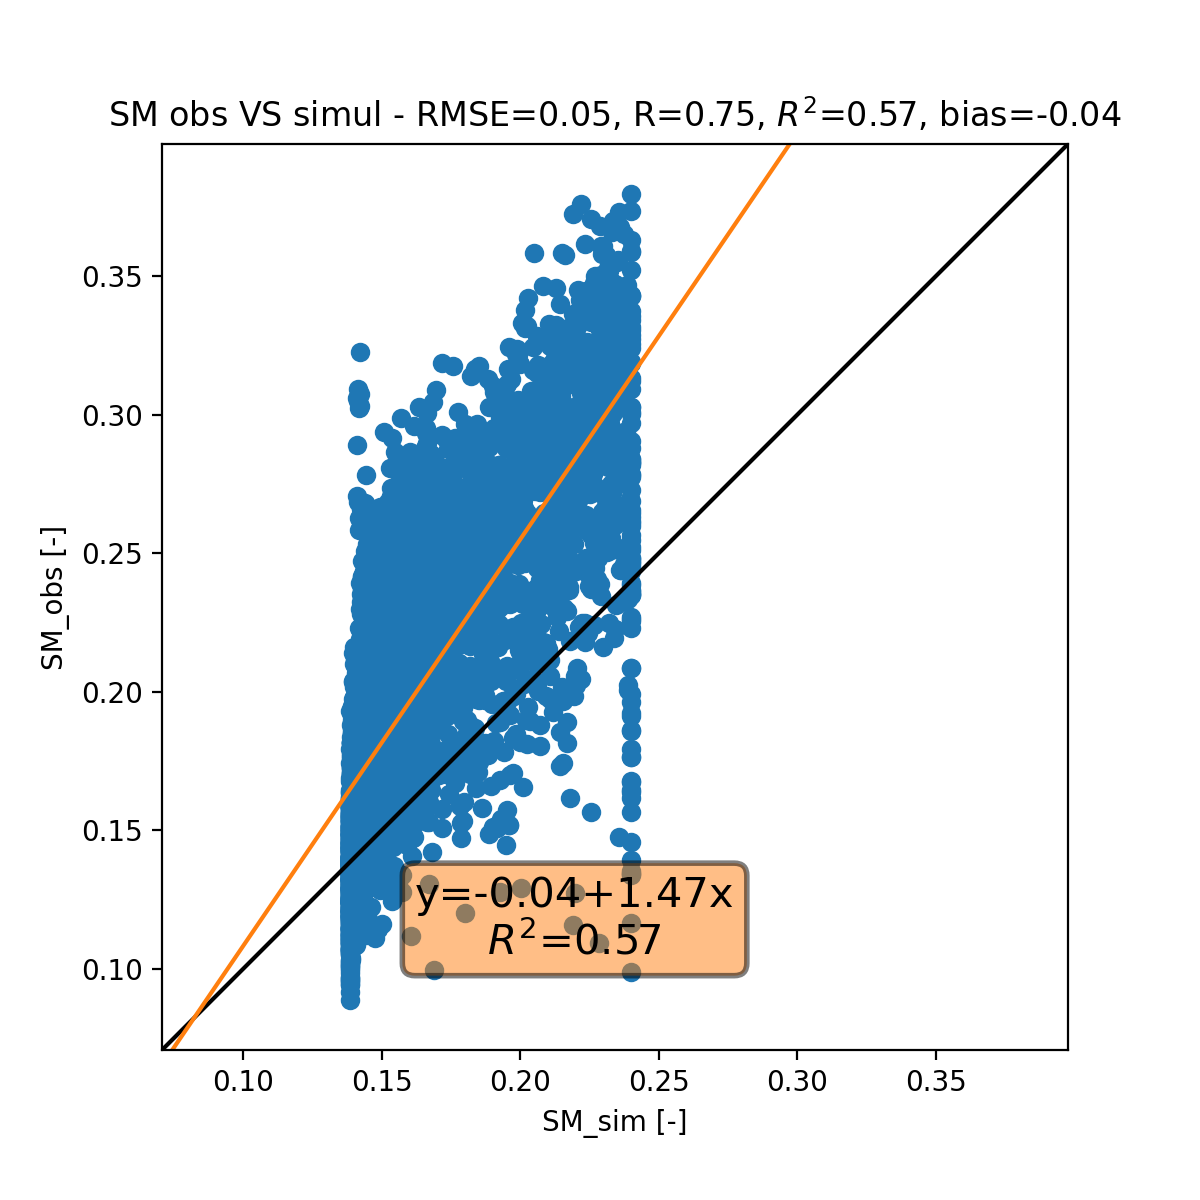 SM obs VS simul - RMSE=0.05, R=0.75, R²=0.57, bias=-0.04
0.35
0.30
0.25
0.20
0.15
0.10
SM_obs [-]
y=-0.04+1.47x
R²=0.57
0.10 0.15 0.20 0.25 0.30 0.35
SM_sim [-]